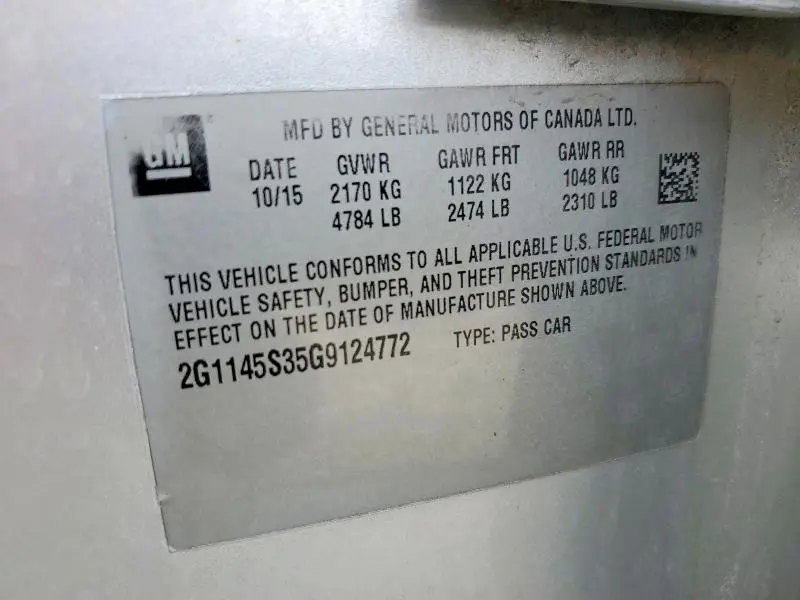 GM
MFD BY GENERAL MOTORS OF CANADA LTD.
DATE GVWR GAWR FRT GAWR RR
10/15 2170 KG 1122 KG 1048 KG
4784 LB 2474 LB 2310 LB
THIS VEHICLE CONFORMS TO ALL APPLICABLE U.S. FEDERAL MOTOR
VEHICLE SAFETY, BUMPER, AND THEFT PREVENTION STANDARDS IN
EFFECT ON THE DATE OF MANUFACTURE SHOWN ABOVE.
2G1145S35G9124772 TYPE: PASS CAR